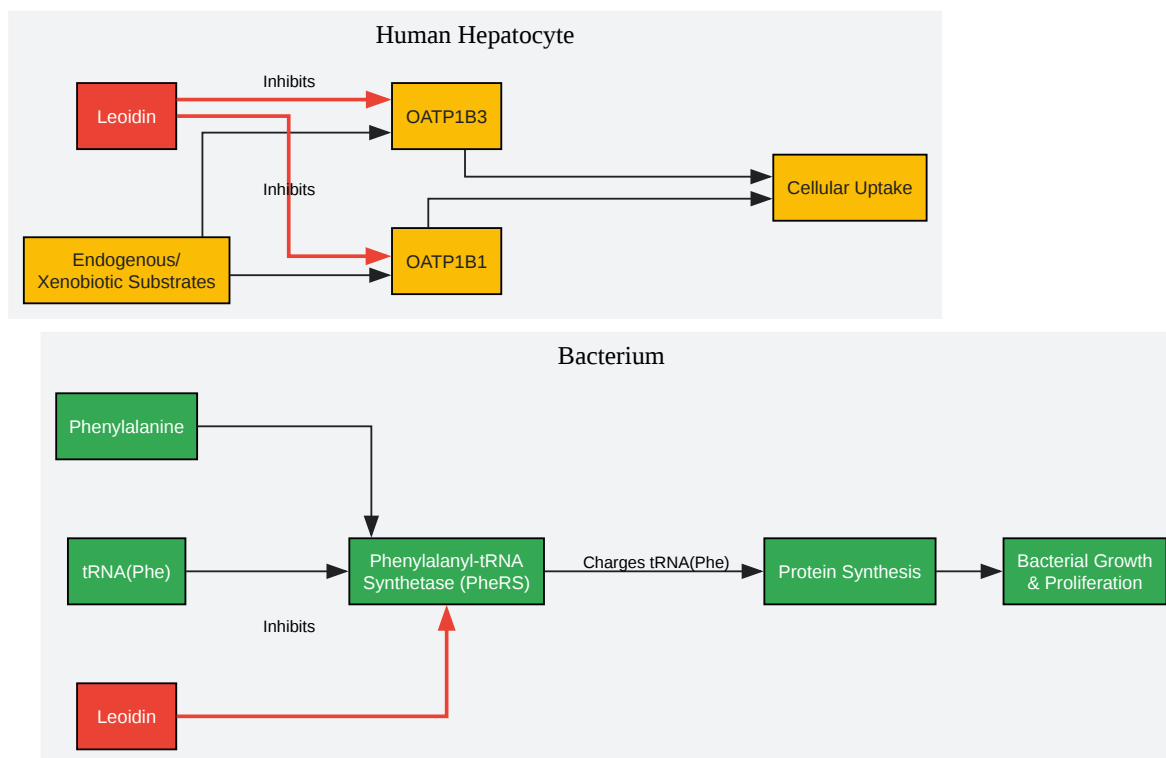 Human Hepatocyte
Inhibits
Leoidin
OATP1B3
Cellular Uptake
Inhibits
Endogenous/
Xenobiotic Substrates
OATP1B1
Bacterium
Phenylalanine
tRNA(Phe)
Phenylalanyl-tRNA
Synthetase (PheRS)
Charges tRNA(Phe)
Protein Synthesis
Bacterial Growth
& Proliferation
Inhibits
Leoidin